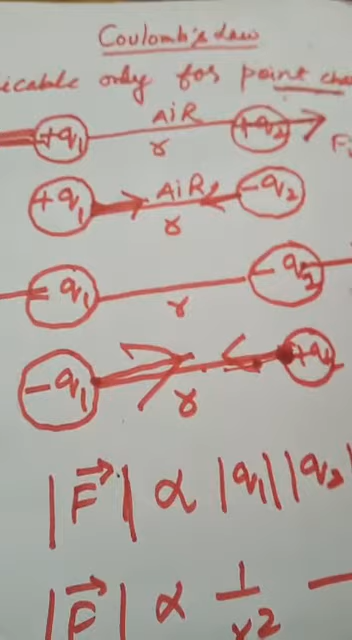 Coulomb's Law
icable only for point cha
+q1 AiR +q2
r F
+q1 AiR -q2
r
-q1 -q2
r
-q1 +q2
r
|F⃗| ∝ |q1||q2|
|F⃗| ∝ 1/r2